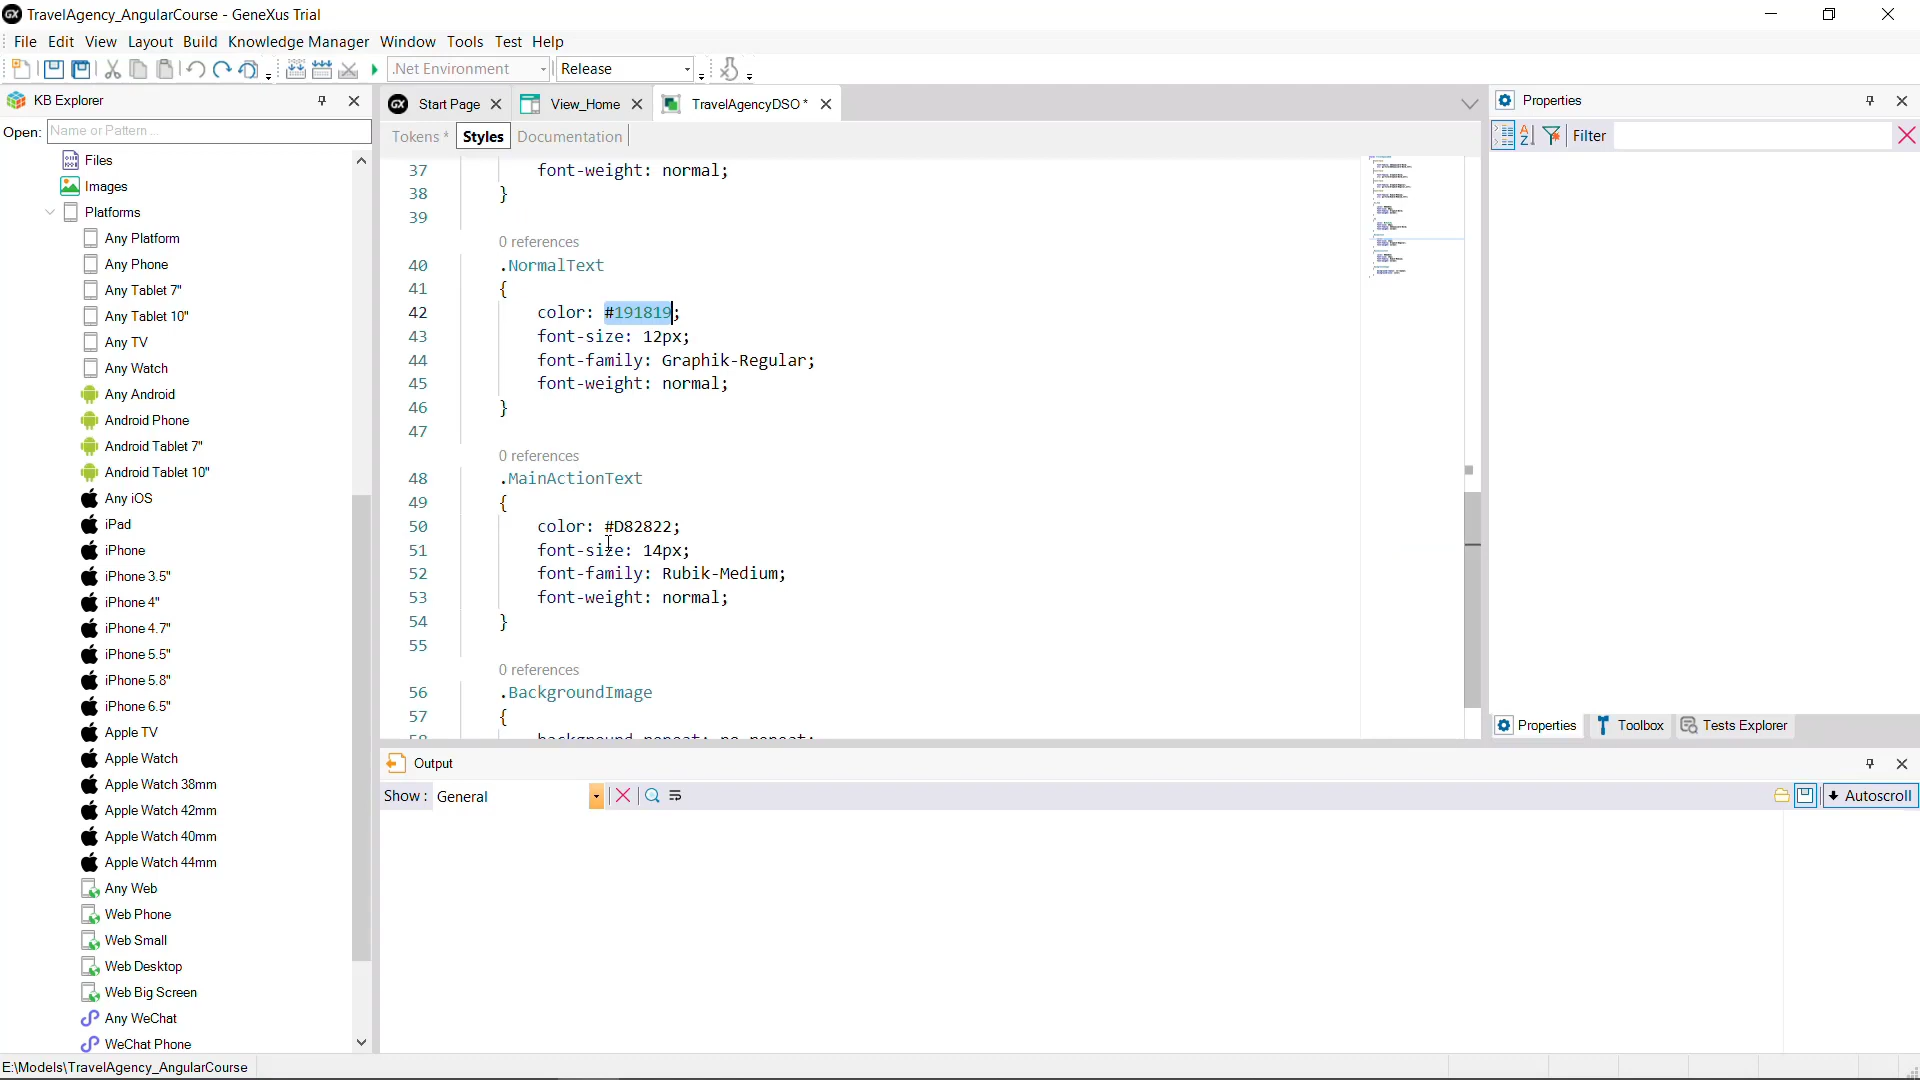 TravelAgency_AngularCourse - GeneXus Trial
File Edit View Layout Build Knowledge Manager Window Tools Test Help
.Net Environment Release
KB Explorer
Open: Name or Pattern ...
Files
Images
Platforms
Any Platform
Any Phone
Any Tablet 7"
Any Tablet 10"
Any TV
Any Watch
Any Android
Android Phone
Android Tablet 7"
Android Tablet 10"
Any iOS
iPad
iPhone
iPhone 3.5"
iPhone 4"
iPhone 4.7"
iPhone 5.5"
iPhone 5.8"
iPhone 6.5"
Apple TV
Apple Watch
Apple Watch 38mm
Apple Watch 42mm
Apple Watch 40mm
Apple Watch 44mm
Any Web
Web Phone
Web Small
Web Desktop
Web Big Screen
Any WeChat
WeChat Phone
Start Page View_Home TravelAgencyDSO *
Tokens * Styles Documentation
37 font-weight: normal;
38 }
39
0 references
40 .NormalText
41 {
42 color: #191819;
43 font-size: 12px;
44 font-family: Graphik-Regular;
45 font-weight: normal;
46 }
47
0 references
48 .MainActionText
49 {
50 color: #D82822;
51 font-size: 14px;
52 font-family: Rubik-Medium;
53 font-weight: normal;
54 }
55
0 references
56 .BackgroundImage
57 {
Properties
Filter
Properties Toolbox Tests Explorer
Output
Show : General
Autoscroll
E:\Models\TravelAgency_AngularCourse